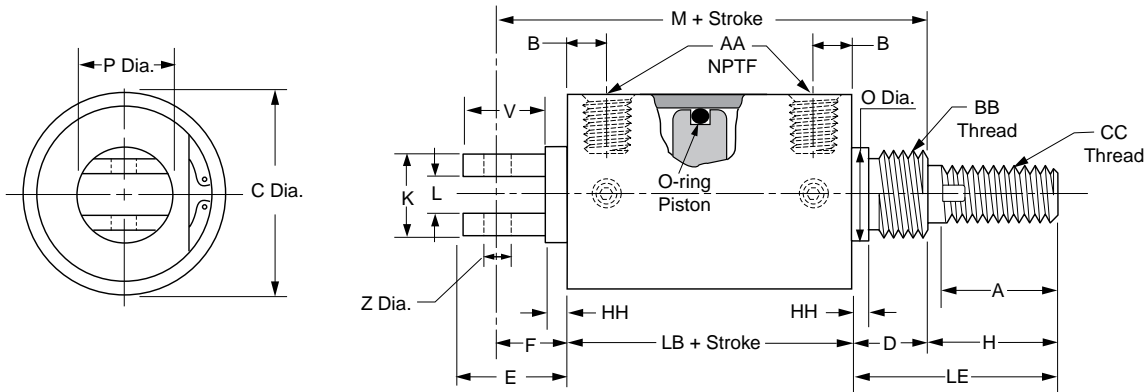 M + Stroke
B
AA
NPTF
B
P Dia.
V
O Dia.
BB
Thread
CC
Thread
C Dia.
K
L
O-ring
Piston
Z Dia.
HH
HH
A
F
LB + Stroke
D
H
E
LE